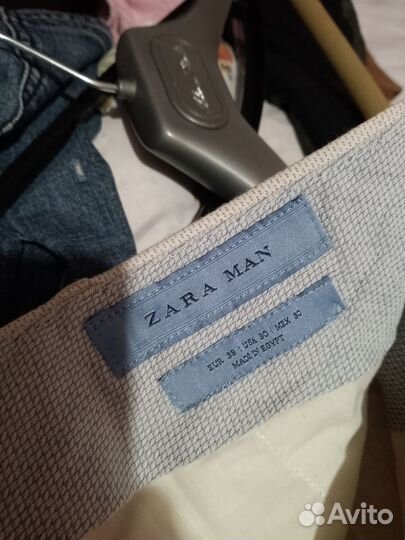 ZARA MAN
EUR 38 | USA 30 | MEX 30
MADE IN EGYPT
Avito